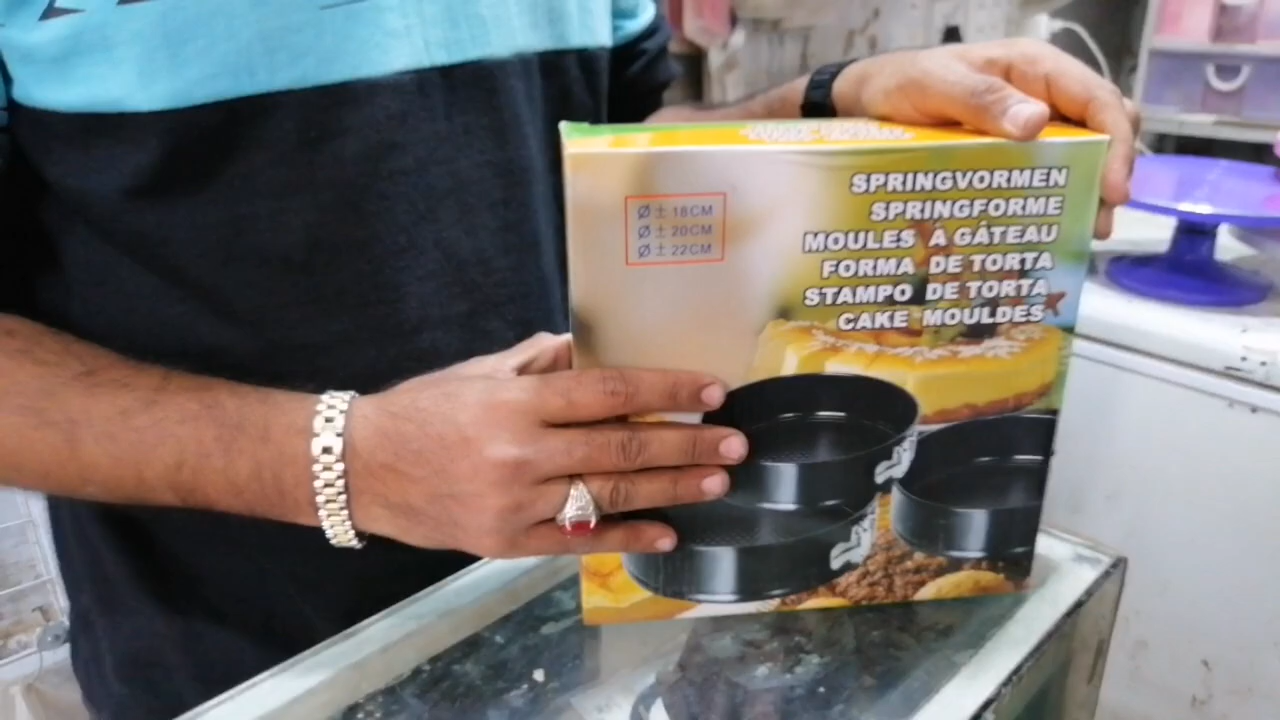 Ø ± 18CM
Ø ± 20CM
Ø ± 22CM
SPRINGVORMEN
SPRINGFORME
MOULES Á GÂTEAU
FORMA DE TORTA
STAMPO DE TORTA
CAKE MOULDES